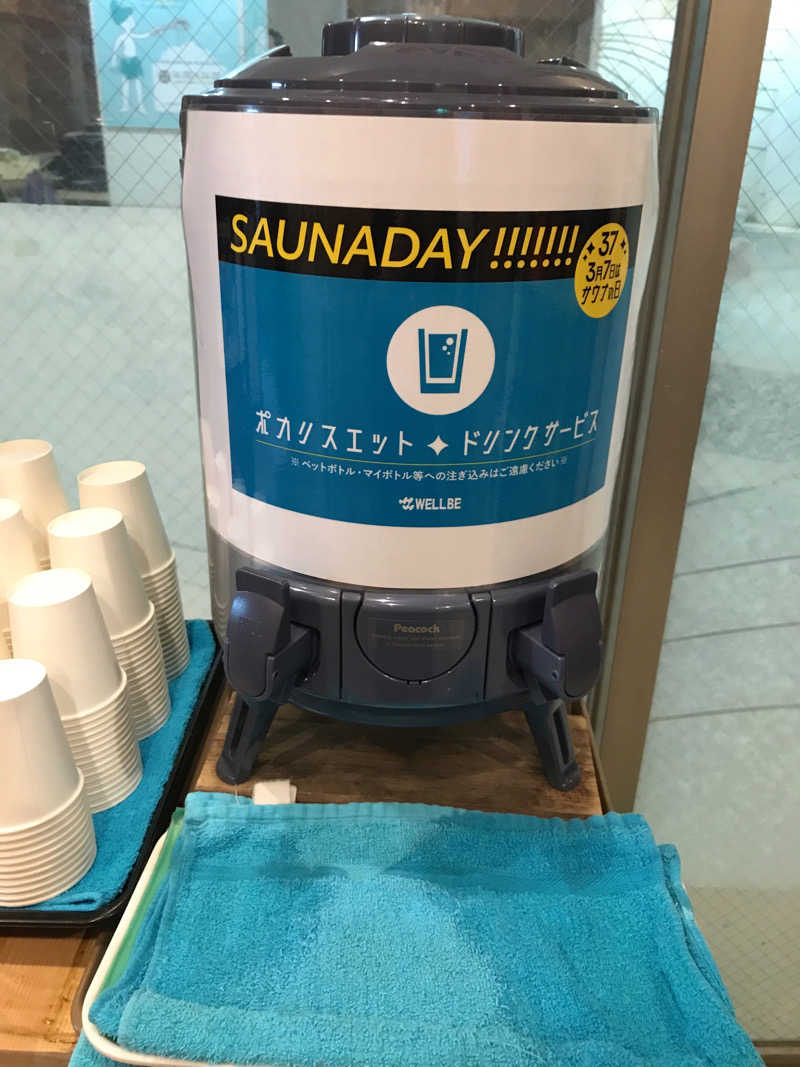 SAUNADAY!!!!!!!
37
3月7日は
サウナの日
ポカリスエット ✦ ドリンクサービス
※ペットボトル・マイボトル等への注ぎ込みはご遠慮ください※
WELLBE
Peacock